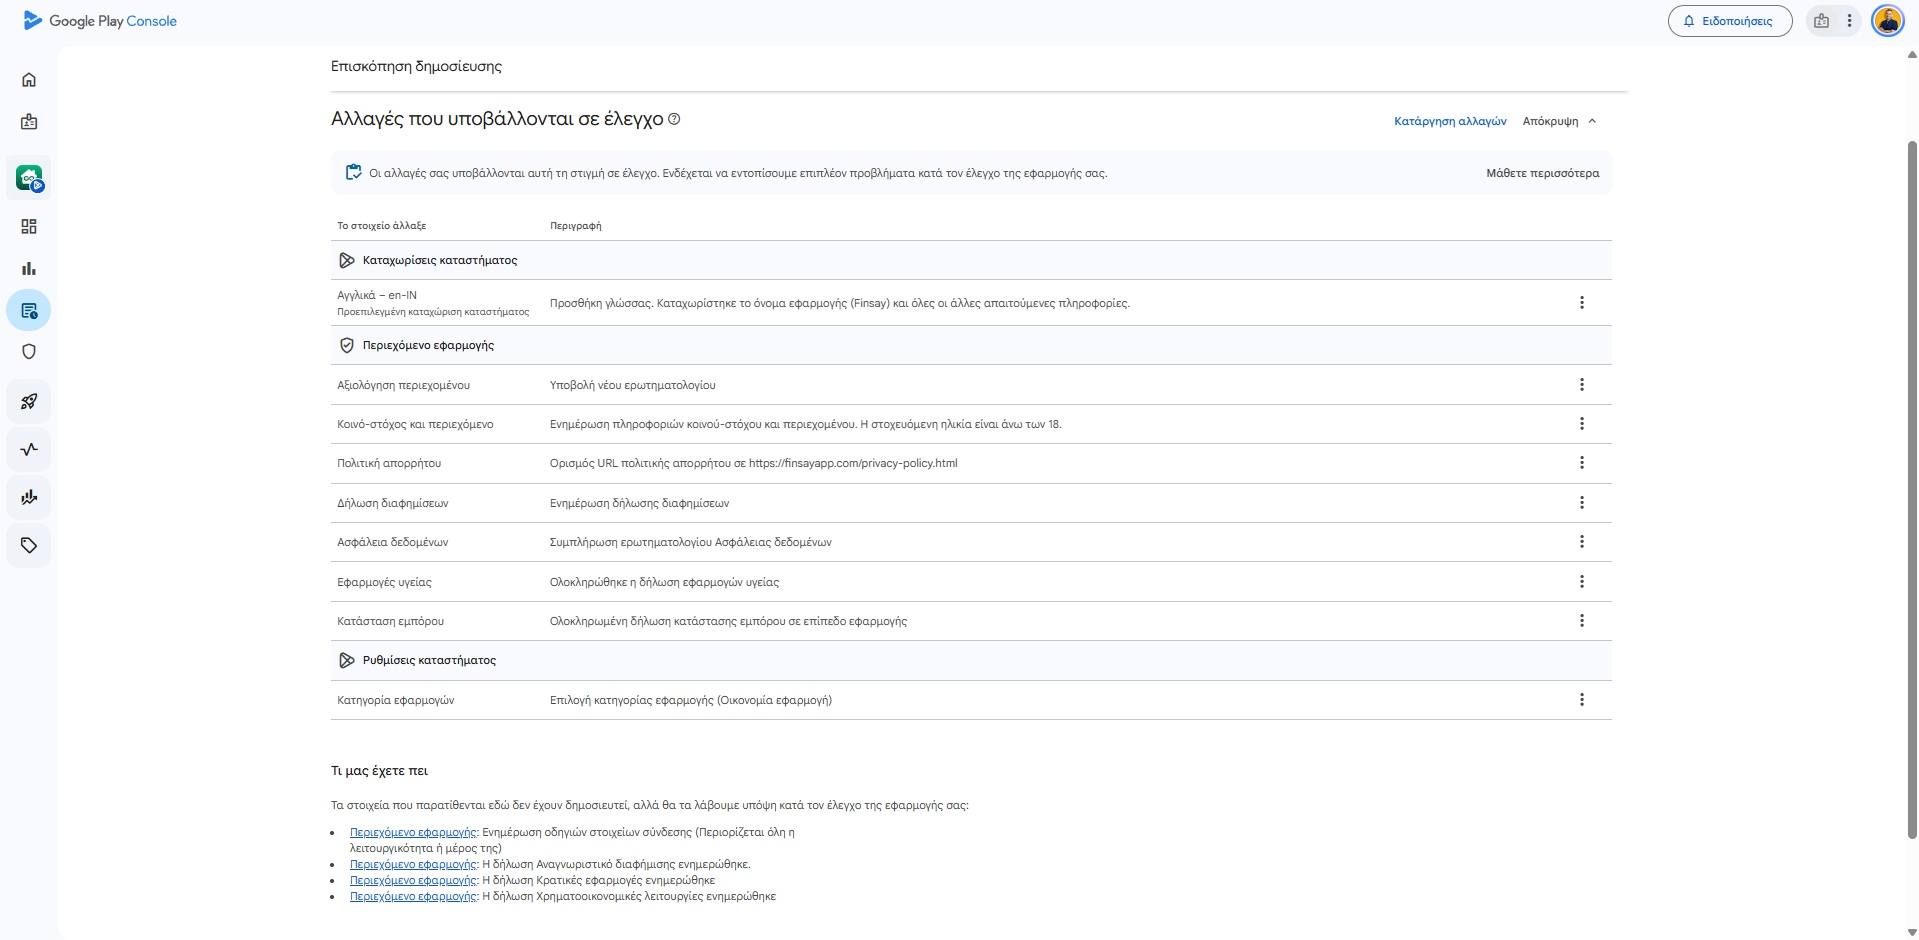 Google Play Console
Ειδοποιήσεις
Επισκόπηση δημοσίευσης
Αλλαγές που υποβάλλονται σε έλεγχο
Κατάργηση αλλαγών
Απόκρυψη
Οι αλλαγές σας υποβάλλονται αυτή τη στιγμή σε έλεγχο. Ενδέχεται να εντοπίσουμε επιπλέον προβλήματα κατά τον έλεγχο της εφαρμογής σας.
Μάθετε περισσότερα
Το στοιχείο άλλαξε
Περιγραφή
Καταχωρίσεις καταστήματος
Αγγλικά – en-IN
Προεπιλεγμένη καταχώριση καταστήματος
Προσθήκη γλώσσας. Καταχωρίστηκε το όνομα εφαρμογής (Finsay) και όλες οι άλλες απαιτούμενες πληροφορίες.
Περιεχόμενο εφαρμογής
Αξιολόγηση περιεχομένου
Υποβολή νέου ερωτηματολογίου
Κοινό-στόχος και περιεχόμενο
Ενημέρωση πληροφοριών κοινού-στόχου και περιεχομένου. Η στοχευόμενη ηλικία είναι άνω των 18.
Πολιτική απορρήτου
Ορισμός URL πολιτικής απορρήτου σε https://finsayapp.com/privacy-policy.html
Δήλωση διαφημίσεων
Ενημέρωση δήλωσης διαφημίσεων
Ασφάλεια δεδομένων
Συμπλήρωση ερωτηματολογίου Ασφάλειας δεδομένων
Εφαρμογές υγείας
Ολοκληρώθηκε η δήλωση εφαρμογών υγείας
Κατάσταση εμπόρου
Ολοκληρωμένη δήλωση κατάστασης εμπόρου σε επίπεδο εφαρμογής
Ρυθμίσεις καταστήματος
Κατηγορία εφαρμογών
Επιλογή κατηγορίας εφαρμογής (Οικονομία εφαρμογή)
Τι μας έχετε πει
Τα στοιχεία που παρατίθενται εδώ δεν έχουν δημοσιευτεί, αλλά θα τα λάβουμε υπόψη κατά τον έλεγχο της εφαρμογής σας:
Περιεχόμενο εφαρμογής: Ενημέρωση οδηγιών στοιχείων σύνδεσης (Περιορίζεται όλη η
λειτουργικότητα ή μέρος της)
Περιεχόμενο εφαρμογής: Η δήλωση Αναγνωριστικό διαφήμισης ενημερώθηκε.
Περιεχόμενο εφαρμογής: Η δήλωση Κρατικές εφαρμογές ενημερώθηκε
Περιεχόμενο εφαρμογής: Η δήλωση Χρηματοοικονομικές λειτουργίες ενημερώθηκε